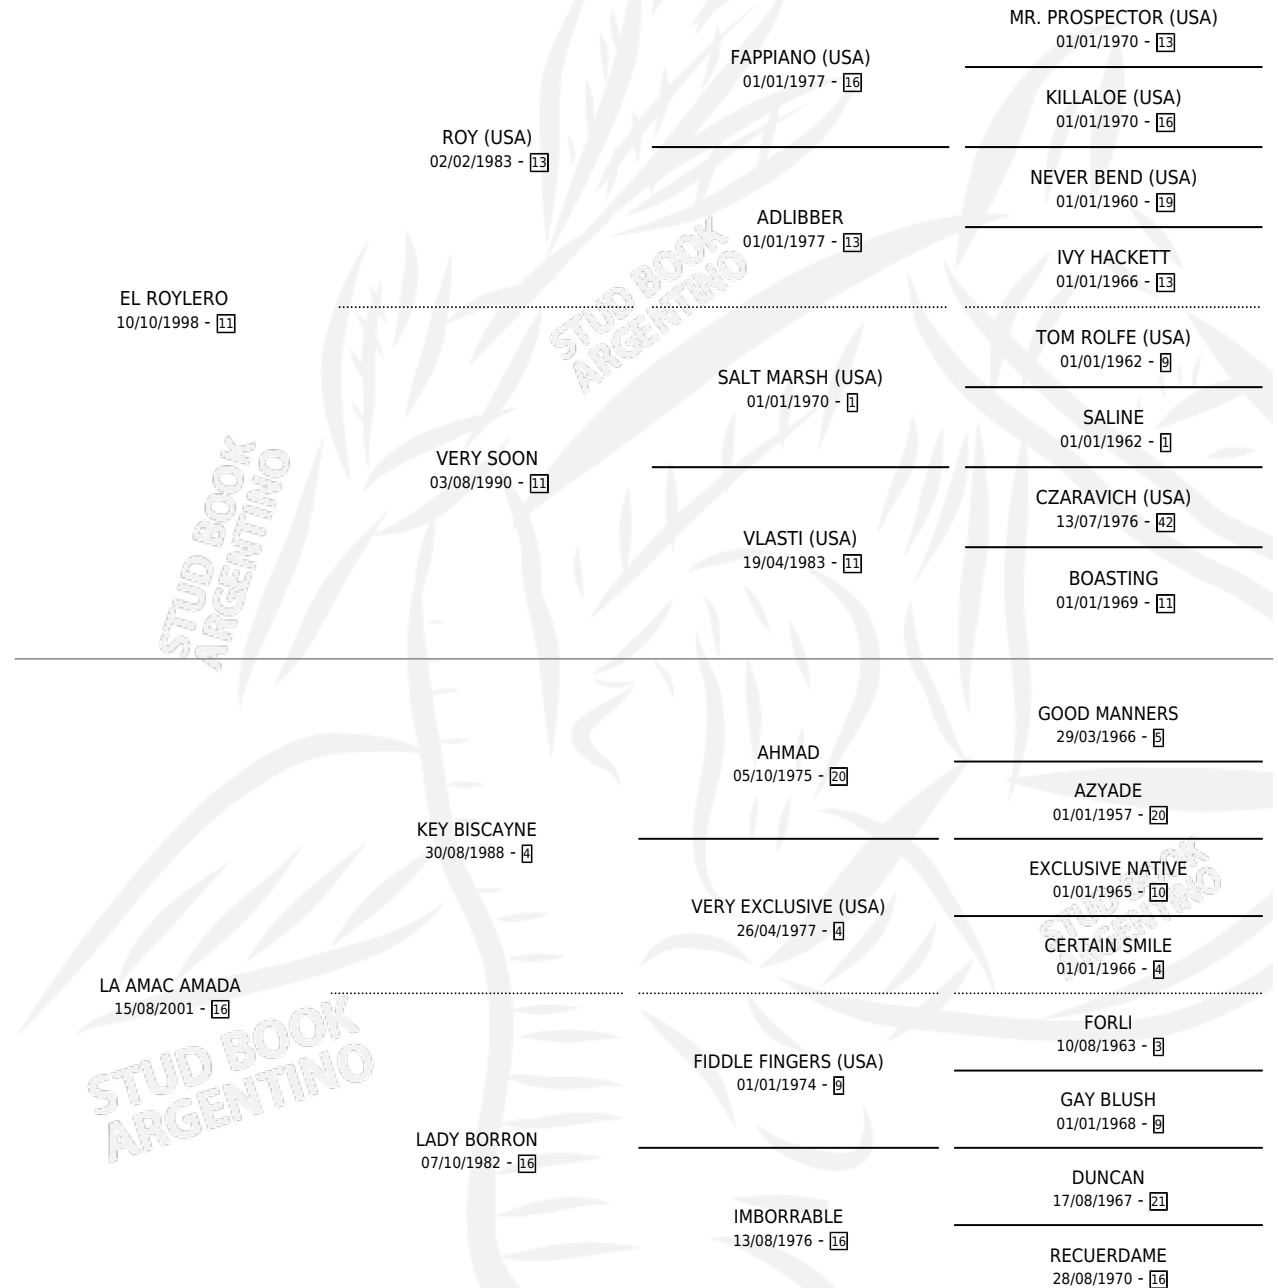 MR. PROSPECTOR (USA)
01/01/1970 - 13
FAPPIANO (USA)
01/01/1977 - 16
KILLALOE (USA)
01/01/1970 - 16
ROY (USA)
02/02/1983 - 13
NEVER BEND (USA)
01/01/1960 - 19
ADLIBBER
01/01/1977 - 13
IVY HACKETT
01/01/1966 - 13
EL ROYLERO
10/10/1998 - 11
STUD BOOK
ARGENTINO
TOM ROLFE (USA)
01/01/1962 - 9
SALT MARSH (USA)
01/01/1970 - 1
SALINE
01/01/1962 - 1
VERY SOON
03/08/1990 - 11
CZARAVICH (USA)
13/07/1976 - 42
VLASTI (USA)
19/04/1983 - 11
BOASTING
01/01/1969 - 11
STUD BOOK
ARGENTINO
GOOD MANNERS
29/03/1966 - 5
AHMAD
05/10/1975 - 20
AZYADE
01/01/1957 - 20
KEY BISCAYNE
30/08/1988 - 4
EXCLUSIVE NATIVE
01/01/1965 - 10
VERY EXCLUSIVE (USA)
26/04/1977 - 4
CERTAIN SMILE
01/01/1966 - 4
STUD BOOK
ARGENTINO
LA AMAC AMADA
15/08/2001 - 16
FORLI
10/08/1963 - 3
FIDDLE FINGERS (USA)
01/01/1974 - 9
GAY BLUSH
01/01/1968 - 9
STUD BOOK
ARGENTINO
LADY BORRON
07/10/1982 - 16
DUNCAN
17/08/1967 - 21
IMBORRABLE
13/08/1976 - 16
RECUERDAME
28/08/1970 - 16